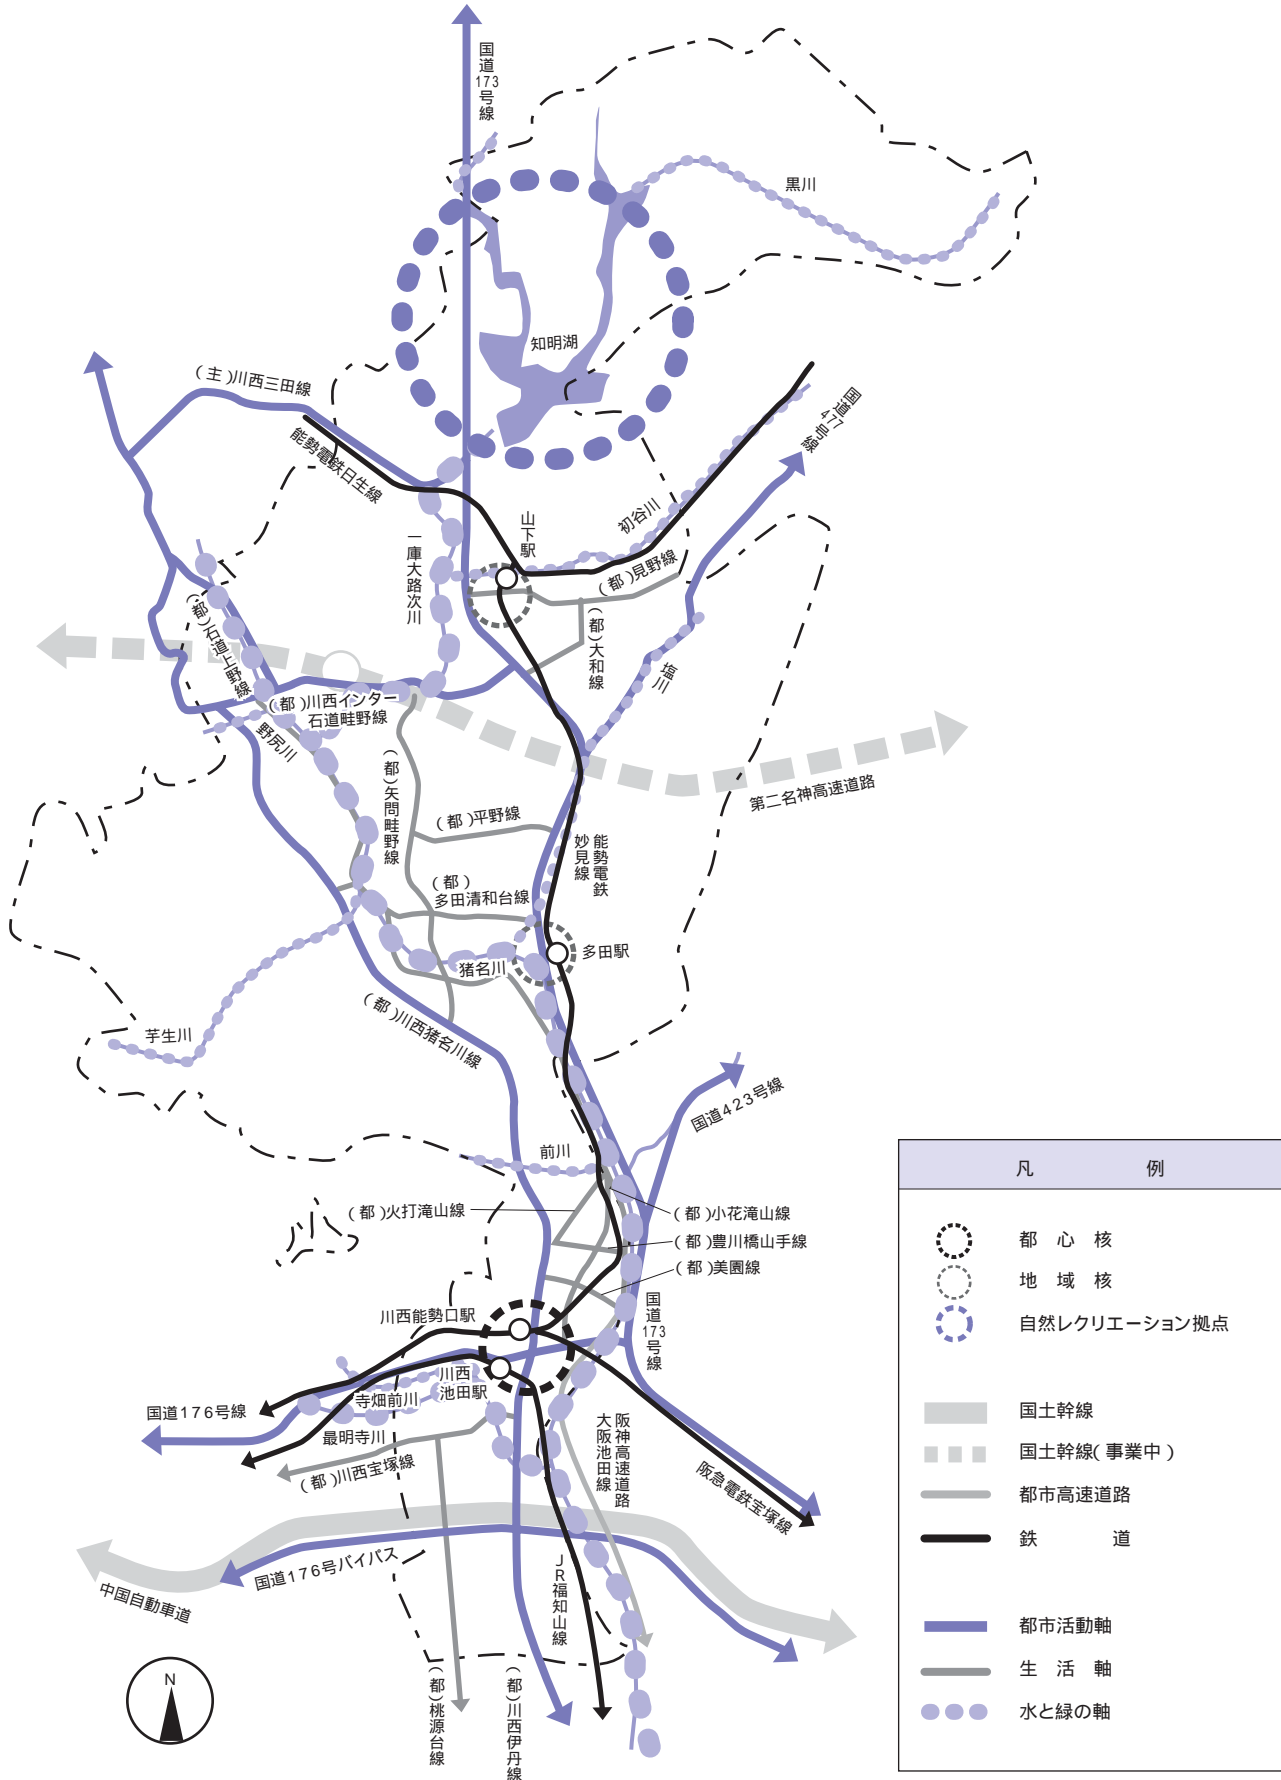 国道173号線
黒川
知明湖
(主)川西三田線
能勢電鉄日生線
国道477号線
山下駅
初谷川
一庫大路次川
(都)見野線
(都)大和線
(都)石道上野線
塩川
(都)川西インター
石道畦野線
野尻川
(都)矢問畦野線
第二名神高速道路
(都)平野線
能勢電鉄
妙見線
(都)
多田清和台線
多田駅
猪名川
(都)川西猪名川線
芋生川
国道423号線
前川
(都)火打滝山線
(都)小花滝山線
(都)豊川橋山手線
(都)美園線
国道173号線
川西能勢口駅
川西
池田駅
寺畑前川
国道176号線
最明寺川
(都)川西宝塚線
阪神高速道路
大阪池田線
阪急電鉄宝塚線
国道176号バイパス
中国自動車道
JR福知山線
(都)桃源台線
(都)川西伊丹線
N
凡 例
都心核
地域核
自然レクリエーション拠点
国土幹線
国土幹線(事業中)
都市高速道路
鉄道
都市活動軸
生活軸
水と緑の軸